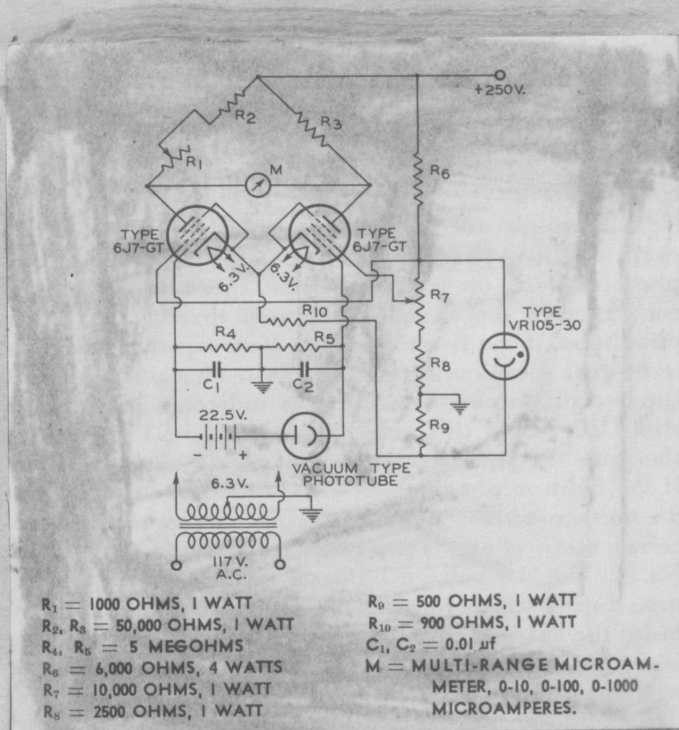 +250V.
R2
R3
R1
M
R6
TYPE
6J7-GT
TYPE
6J7-GT
6.3V.
6.3V.
R7
R10
TYPE
VR105-30
R4
R5
R8
C1
C2
R9
22.5V.
- +
VACUUM TYPE
PHOTOTUBE
6.3V.
117 V.
A.C.
R₁ = 1000 OHMS, 1 WATT
R₂, R₃ = 50,000 OHMS, 1 WATT
R₄, R₅ = 5 MEGOHMS
R₆ = 6,000 OHMS, 4 WATTS
R₇ = 10,000 OHMS, 1 WATT
R₈ = 2500 OHMS, 1 WATT
R₉ = 500 OHMS, 1 WATT
R₁₀ = 900 OHMS, 1 WATT
C₁, C₂ = 0.01 µf
M = MULTI-RANGE MICROAM-
METER, 0-10, 0-100, 0-1000
MICROAMPERES.